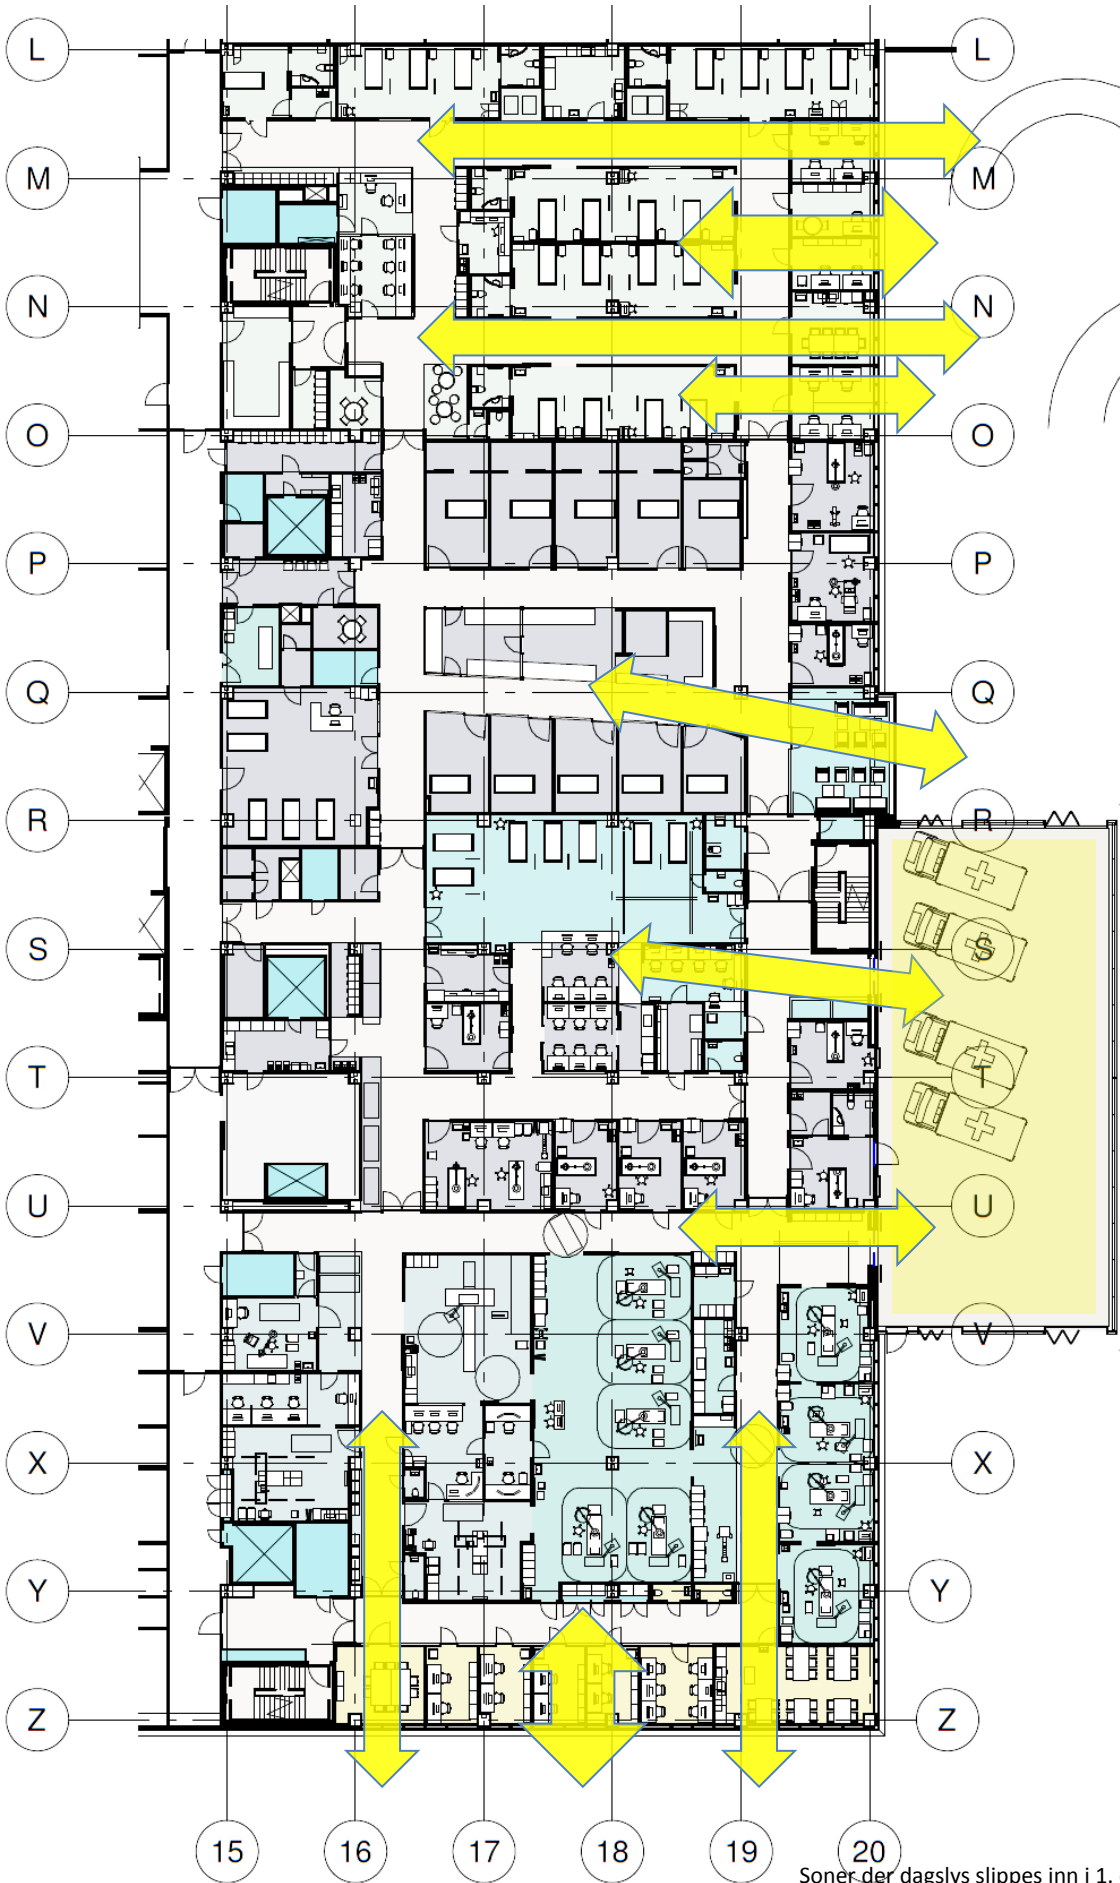 L L
M M
N N
O O
P P
Q Q
R R
S S
T T
U U
V V
X X
Y Y
Z Z
15 16 17 18 19 20
Soner der dagslys slippes inn i 1.